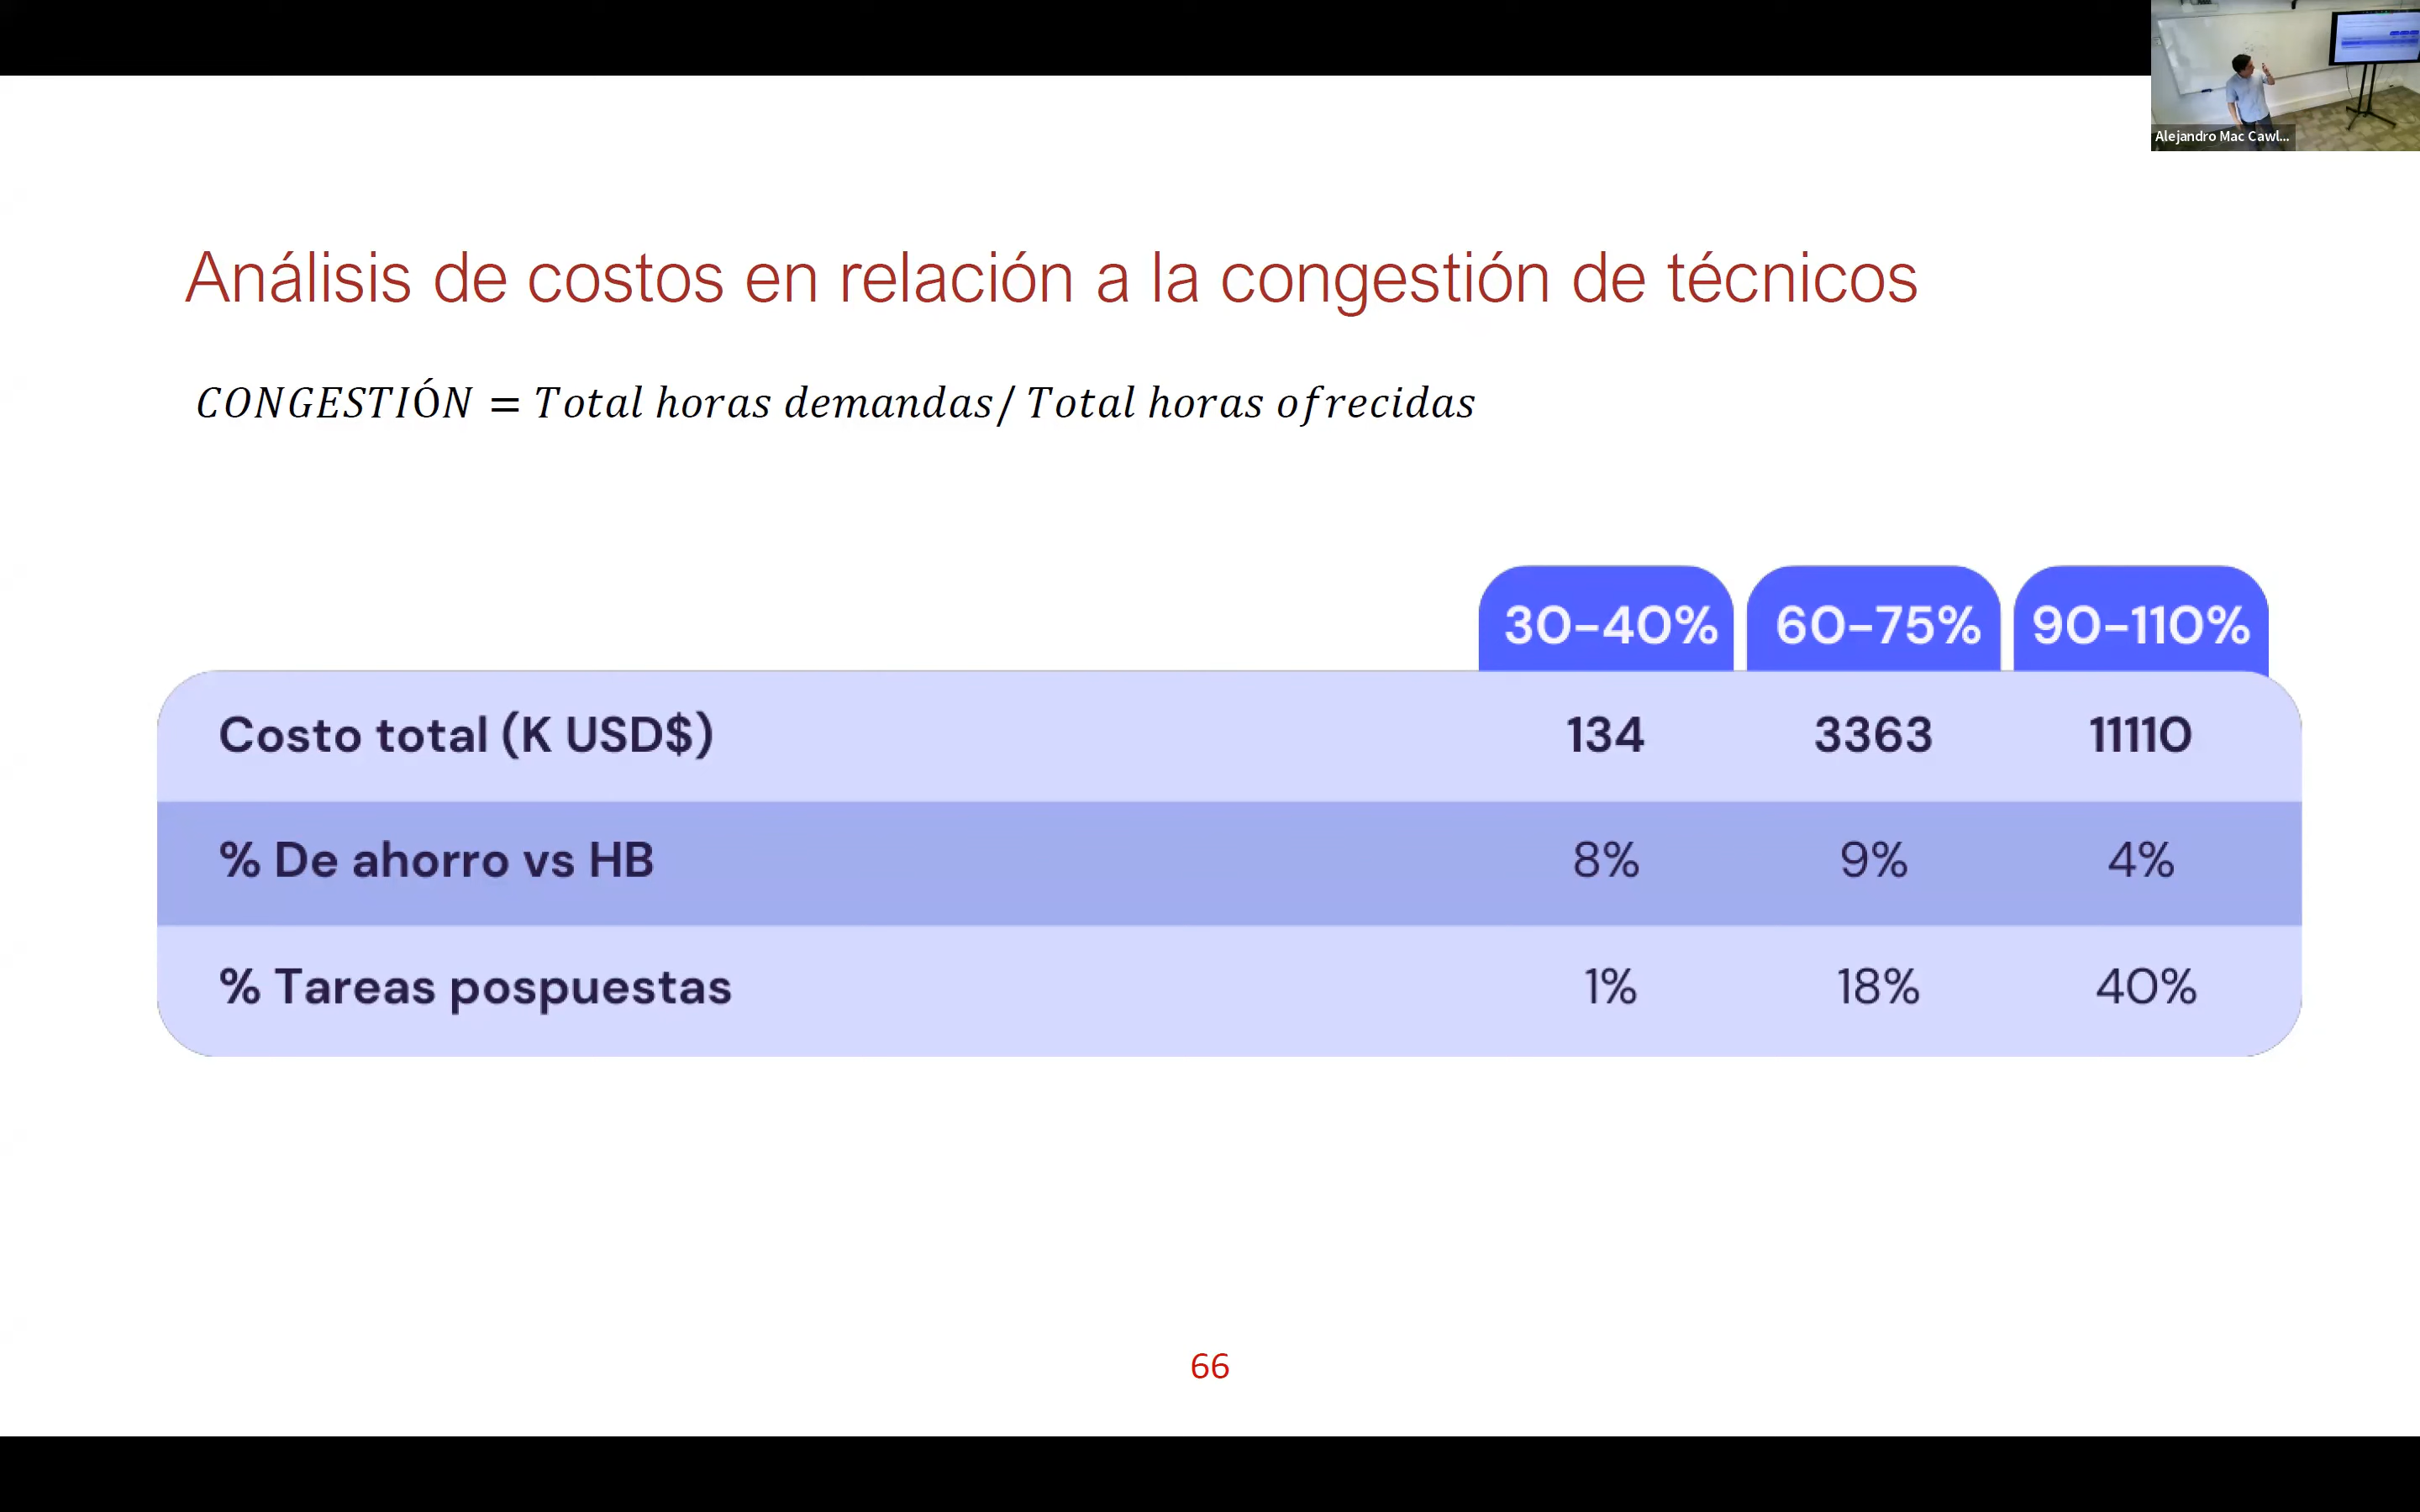 Alejandro Mac Cawl...
Análisis de costos en relación a la congestión de técnicos
CONGESTIÓN = Total horas demandas/ Total horas ofrecidas
30-40% 60-75% 90-110%
Costo total (K USD$) 134 3363 11110
% De ahorro vs HB 8% 9% 4%
% Tareas pospuestas 1% 18% 40%
66